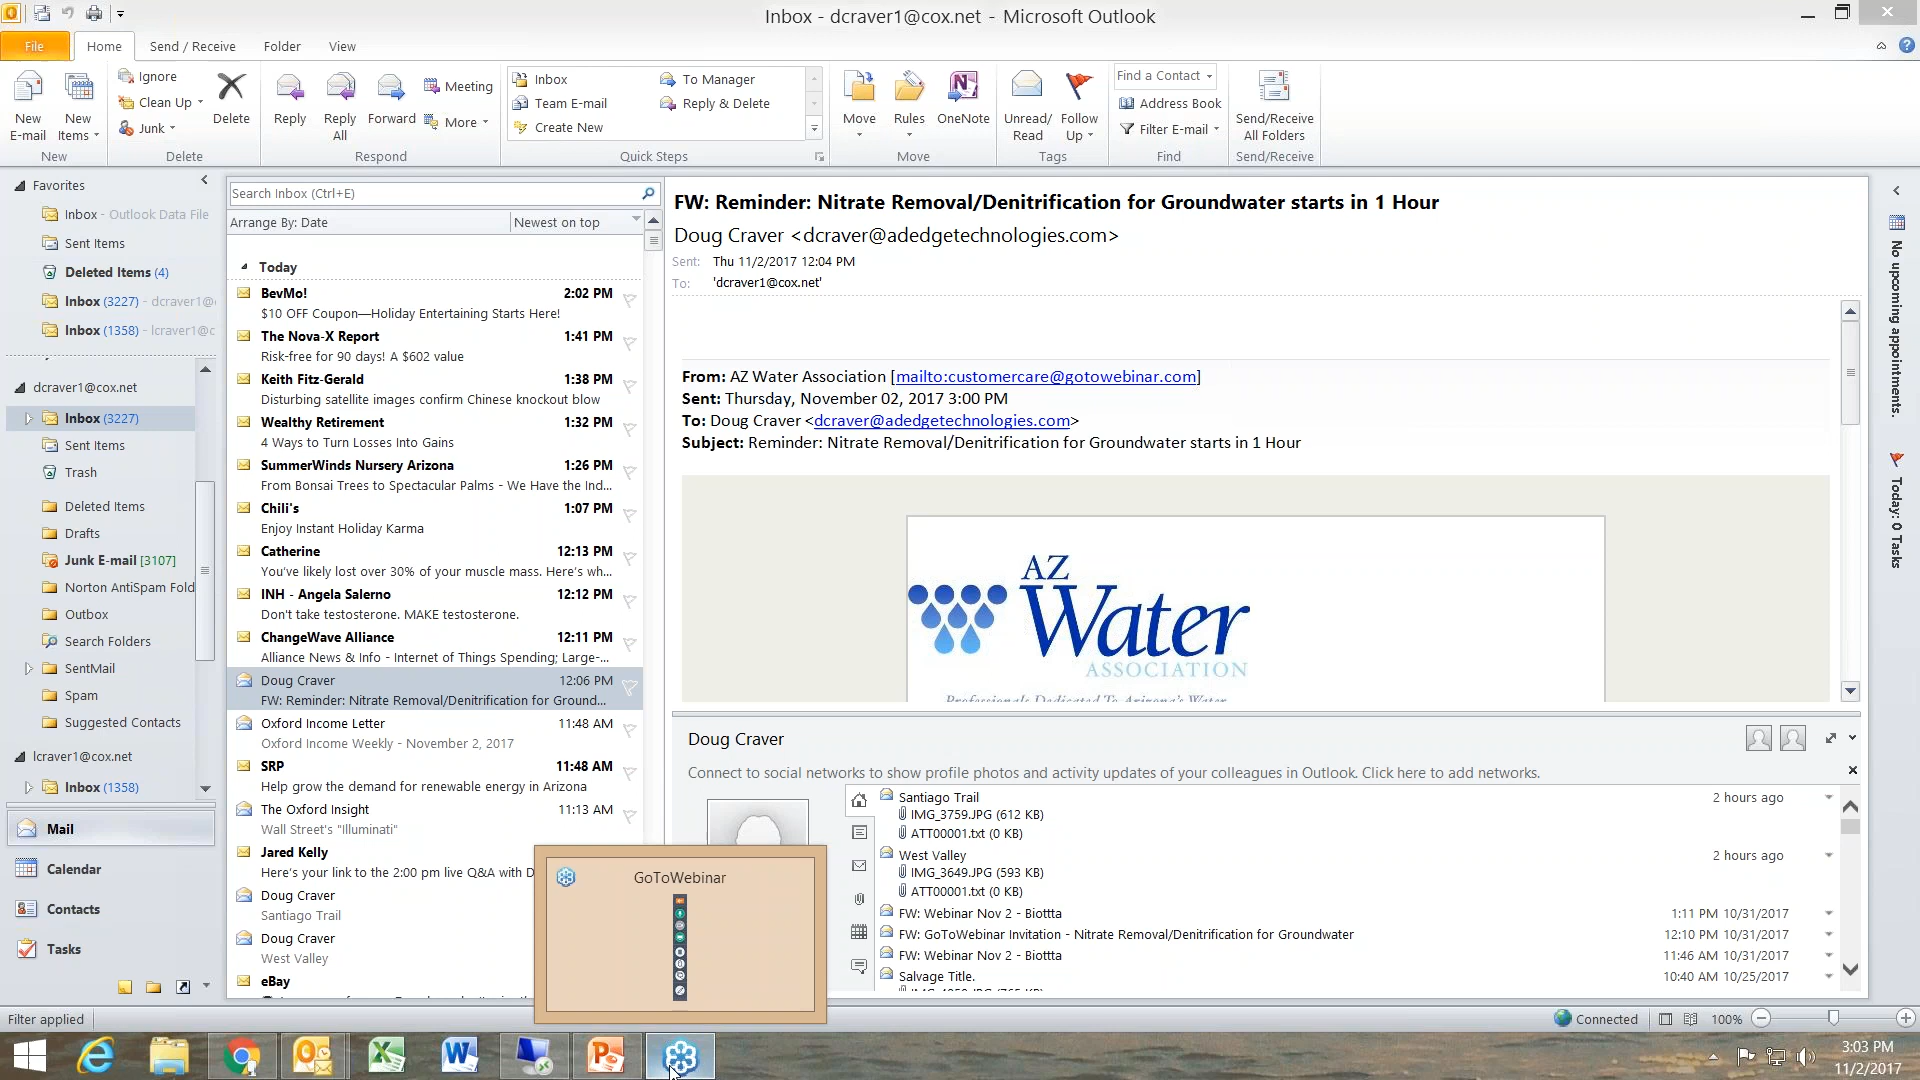 Inbox - dcraver1@cox.net - Microsoft Outlook
File Home Send / Receive Folder View
New E-mail
New Items
New
Ignore
Clean Up
Junk
Delete
Delete
Reply
Reply All
Forward
Meeting
More
Respond
Inbox
Team E-mail
Create New
To Manager
Reply & Delete
Quick Steps
Move
Rules
OneNote
Move
Unread/ Read
Follow Up
Tags
Find a Contact
Address Book
Filter E-mail
Find
Send/Receive All Folders
Send/Receive
Favorites
Inbox - Outlook Data File
Sent Items
Deleted Items (4)
Inbox (3227) - dcraver1@
Inbox (1358) - lcraver1@c
dcraver1@cox.net
Inbox (3227)
Sent Items
Trash
Deleted Items
Drafts
Junk E-mail [3107]
Norton AntiSpam Fold
Outbox
Search Folders
SentMail
Spam
Suggested Contacts
lcraver1@cox.net
Inbox (1358)
Mail
Calendar
Contacts
Tasks
Search Inbox (Ctrl+E)
Arrange By: Date Newest on top
Today
BevMo! 2:02 PM
$10 OFF Coupon—Holiday Entertaining Starts Here!
The Nova-X Report 1:41 PM
Risk-free for 90 days! A $602 value
Keith Fitz-Gerald 1:38 PM
Disturbing satellite images confirm Chinese knockout blow
Wealthy Retirement 1:32 PM
4 Ways to Turn Losses Into Gains
SummerWinds Nursery Arizona 1:26 PM
From Bonsai Trees to Spectacular Palms - We Have the Ind...
Chili's 1:07 PM
Enjoy Instant Holiday Karma
Catherine 12:13 PM
You've likely lost over 30% of your muscle mass. Here's wh...
INH - Angela Salerno 12:12 PM
Don't take testosterone. MAKE testosterone.
ChangeWave Alliance 12:11 PM
Alliance News & Info - Internet of Things Spending; Large-...
Doug Craver 12:06 PM
FW: Reminder: Nitrate Removal/Denitrification for Ground...
Oxford Income Letter 11:48 AM
Oxford Income Weekly - November 2, 2017
SRP 11:48 AM
Help grow the demand for renewable energy in Arizona
The Oxford Insight 11:13 AM
Wall Street's "Illuminati"
Jared Kelly
Here's your link to the 2:00 pm live Q&A with D
Doug Craver
Santiago Trail
Doug Craver
West Valley
eBay
GoToWebinar
FW: Reminder: Nitrate Removal/Denitrification for Groundwater starts in 1 Hour
Doug Craver <dcraver@adedgetechnologies.com>
Sent: Thu 11/2/2017 12:04 PM
To: 'dcraver1@cox.net'
From: AZ Water Association [mailto:customercare@gotowebinar.com]
Sent: Thursday, November 02, 2017 3:00 PM
To: Doug Craver <dcraver@adedgetechnologies.com>
Subject: Reminder: Nitrate Removal/Denitrification for Groundwater starts in 1 Hour
AZ
Water
ASSOCIATION
Professionals Dedicated To Arizona's Water
Doug Craver
Connect to social networks to show profile photos and activity updates of your colleagues in Outlook. Click here to add networks.
Santiago Trail 2 hours ago
IMG_3759.JPG (612 KB)
ATT00001.txt (0 KB)
West Valley 2 hours ago
IMG_3649.JPG (593 KB)
ATT00001.txt (0 KB)
FW: Webinar Nov 2 - Biottta 1:11 PM 10/31/2017
FW: GoToWebinar Invitation - Nitrate Removal/Denitrification for Groundwater 12:10 PM 10/31/2017
FW: Webinar Nov 2 - Biottta 11:46 AM 10/31/2017
Salvage Title. 10:40 AM 10/25/2017
No upcoming appointments.
Today: 0 Tasks
Filter applied
Connected
100%
3:03 PM
11/2/2017